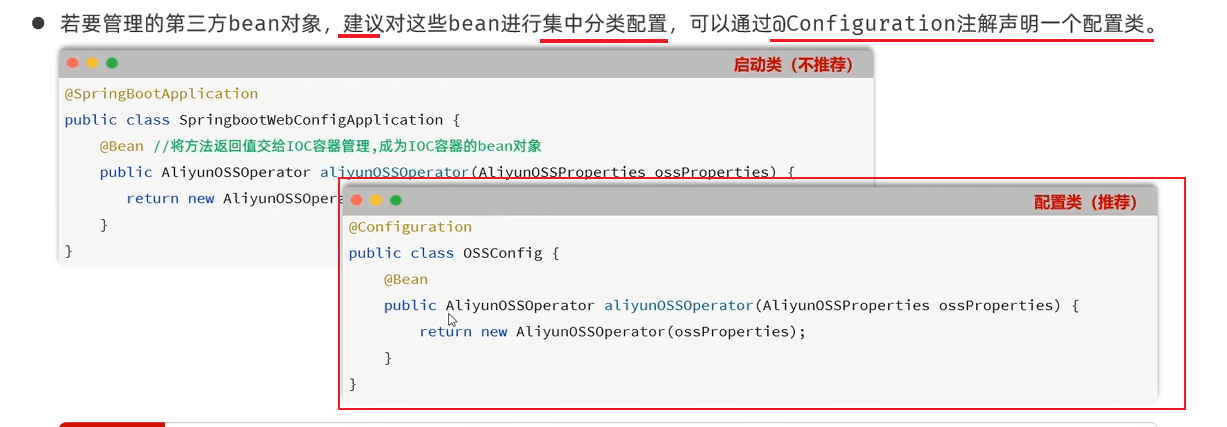 ● 若要管理的第三方bean对象，建议对这些bean进行集中分类配置，可以通过@Configuration注解声明一个配置类。
启动类（不推荐）
@SpringBootApplication
public class SpringbootWebConfigApplication {
@Bean //将方法返回值交给IOC容器管理,成为IOC容器的bean对象
public AliyunOSSOperator aliyunOSSOperator(AliyunOSSProperties ossProperties) {
return new AliyunOSSOpera
}
}
配置类（推荐）
@Configuration
public class OSSConfig {
@Bean
public AliyunOSSOperator aliyunOSSOperator(AliyunOSSProperties ossProperties) {
return new AliyunOSSOperator(ossProperties);
}
}